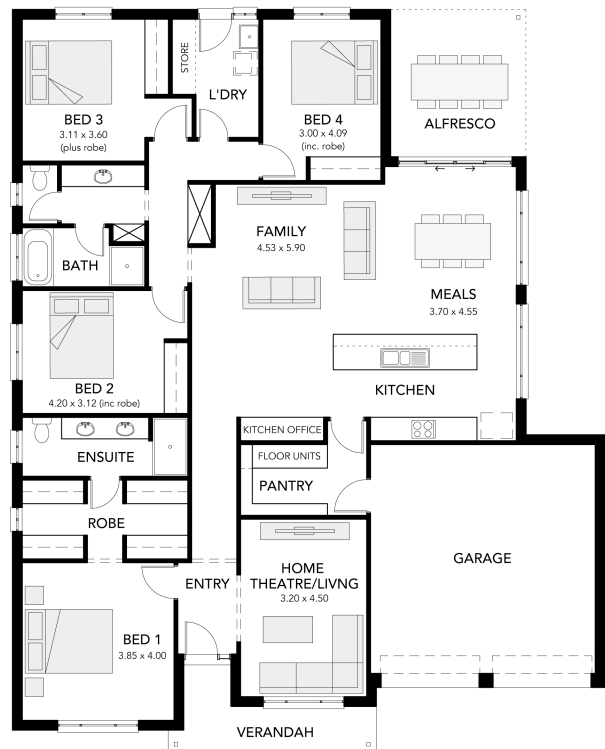 STORE
L'DRY
BED 3
3.11 x 3.60
(plus robe)
BED 4
3.00 x 4.09
(inc. robe)
ALFRESCO
FAMILY
4.53 x 5.90
BATH
MEALS
3.70 x 4.55
BED 2
4.20 x 3.12 (inc robe)
KITCHEN
KITCHEN OFFICE
ENSUITE
FLOOR UNITS
PANTRY
ROBE
GARAGE
ENTRY
HOME
THEATRE/LIVNG
3.20 x 4.50
BED 1
3.85 x 4.00
VERANDAH